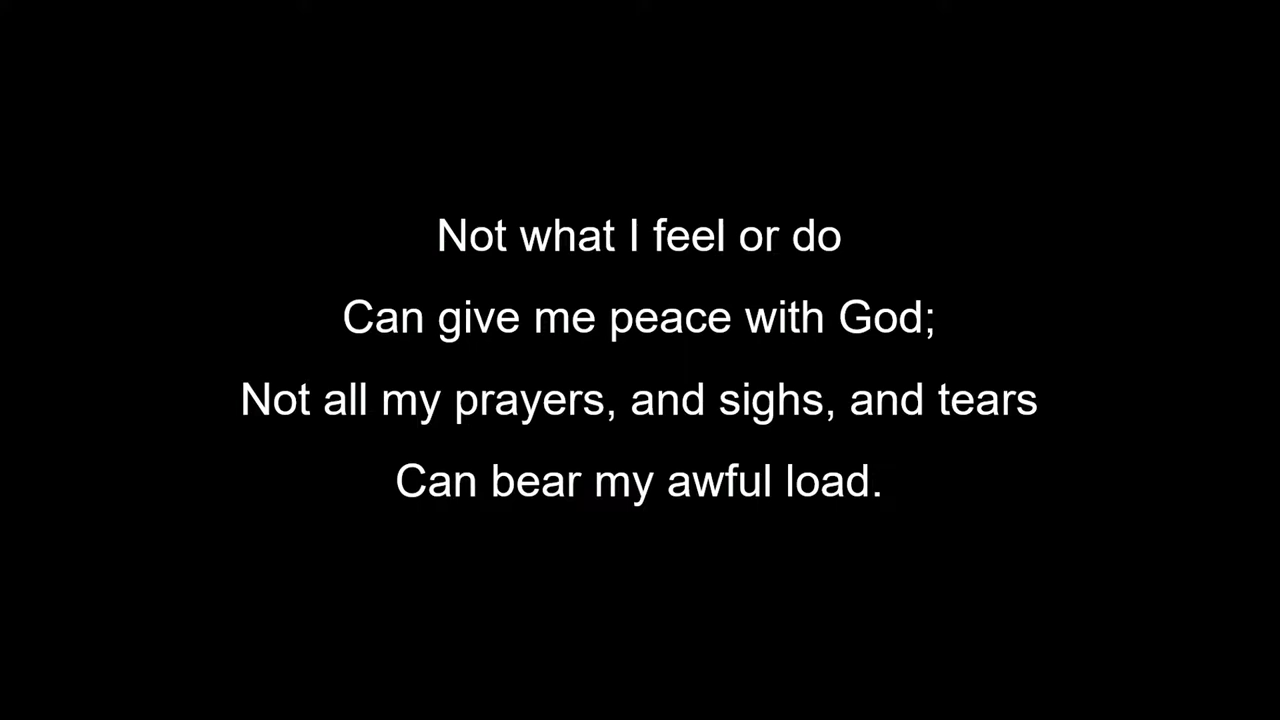 Not what I feel or do
Can give me peace with God;
Not all my prayers, and sighs, and tears
Can bear my awful load.